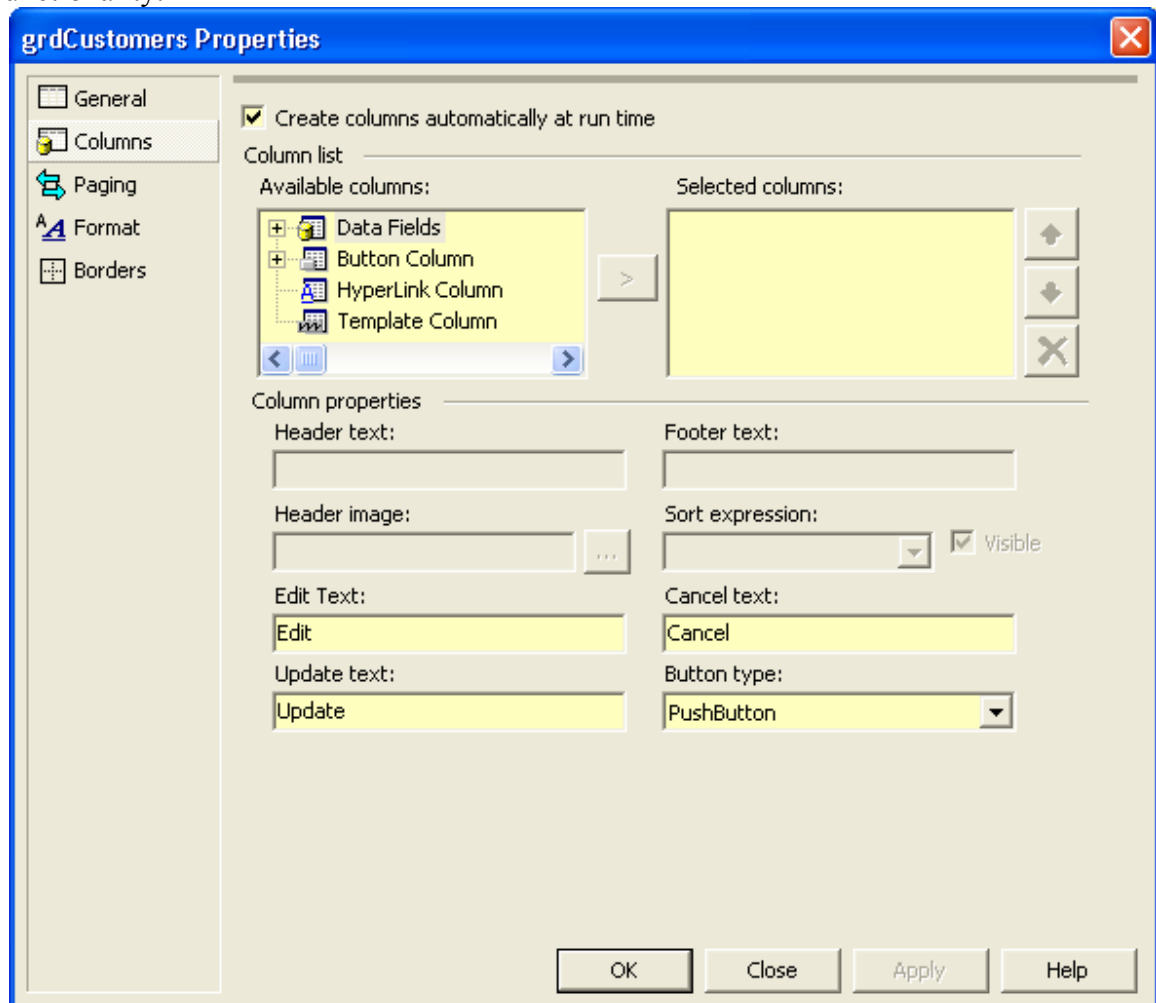 grdCustomers Properties
General
Columns
Paging
Format
Borders
Create columns automatically at run time
Column list
Available columns:
Selected columns:
Data Fields
Button Column
HyperLink Column
Template Column
>
Column properties
Header text:
Footer text:
Header image:
Sort expression:
...
Visible
Edit Text:
Cancel text:
Edit
Cancel
Update text:
Button type:
Update
PushButton
OK
Close
Apply
Help